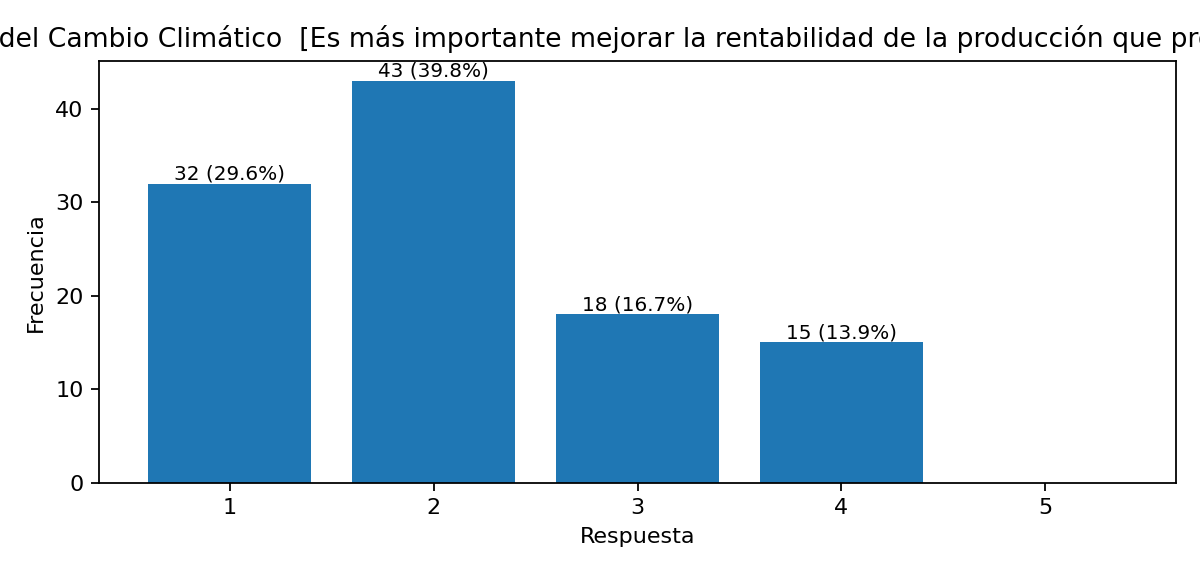 del Cambio Climático [Es más importante mejorar la rentabilidad de la producción que
43 (39.8%)
32 (29.6%)
18 (16.7%)
15 (13.9%)
40
30
20
10
0
Frecuencia
1 2 3 4 5
Respuesta